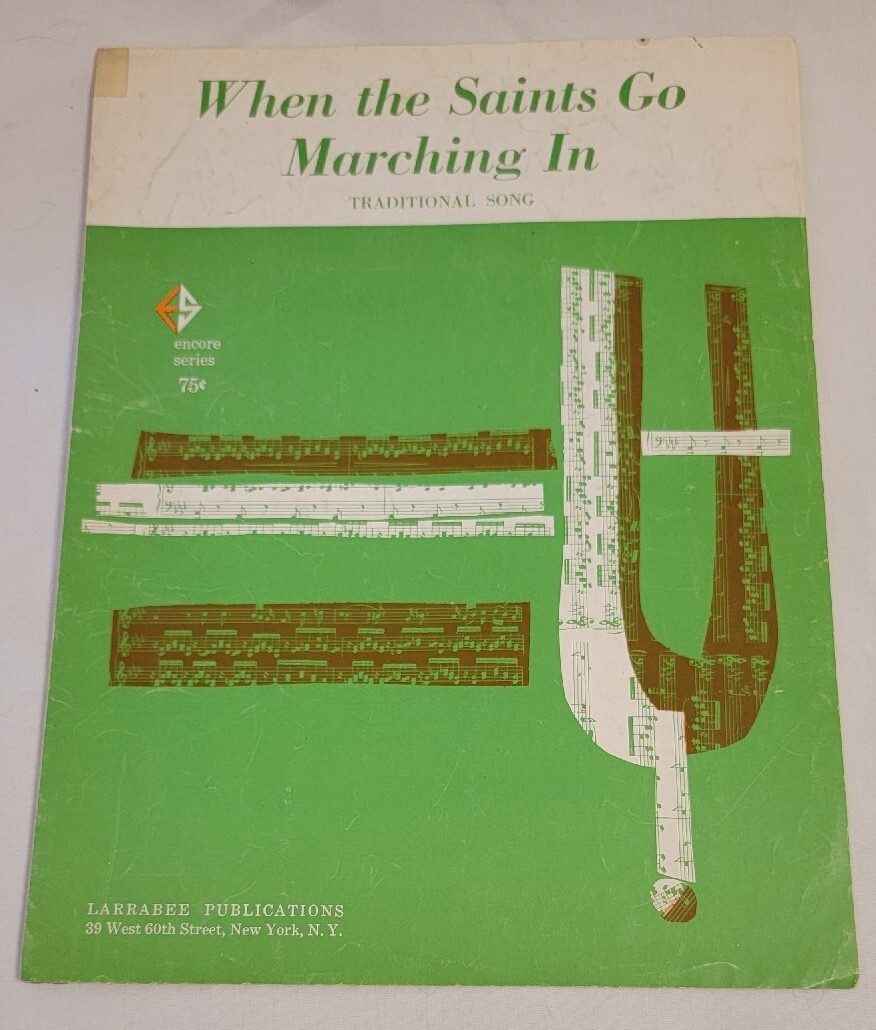 When the Saints Go
Marching In
TRADITIONAL SONG
ES
encore
series
75¢
LARRABEE PUBLICATIONS
39 West 60th Street, New York, N. Y.